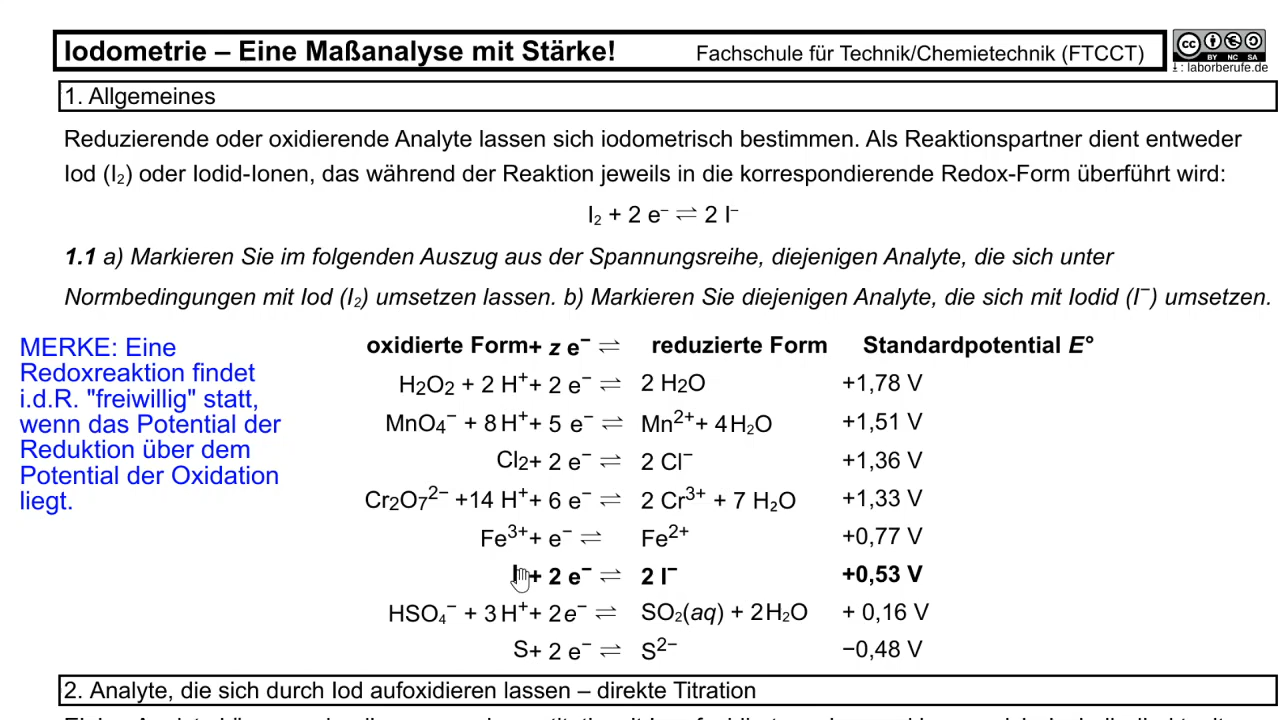 Iodometrie – Eine Maßanalyse mit Stärke! Fachschule für Technik/Chemietechnik (FTCCT)
cc BY NC SA
: laborberufe.de
1. Allgemeines
Reduzierende oder oxidierende Analyte lassen sich iodometrisch bestimmen. Als Reaktionspartner dient entweder
Iod (I₂) oder Iodid-Ionen, das während der Reaktion jeweils in die korrespondierende Redox-Form überführt wird:
I₂ + 2 e⁻ ⇌ 2 I⁻
1.1 a) Markieren Sie im folgenden Auszug aus der Spannungsreihe, diejenigen Analyte, die sich unter
Normbedingungen mit Iod (I₂) umsetzen lassen. b) Markieren Sie diejenigen Analyte, die sich mit Iodid (I⁻) umsetzen.
MERKE: Eine
Redoxreaktion findet
i.d.R. "freiwillig" statt,
wenn das Potential der
Reduktion über dem
Potential der Oxidation
liegt.
oxidierte Form+ z e⁻ ⇌ reduzierte Form Standardpotential E°
H₂O₂ + 2 H⁺+ 2 e⁻ ⇌ 2 H₂O +1,78 V
MnO₄⁻ + 8 H⁺+ 5 e⁻ ⇌ Mn²⁺+ 4 H₂O +1,51 V
Cl₂+ 2 e⁻ ⇌ 2 Cl⁻ +1,36 V
Cr₂O₇²⁻ +14 H⁺+ 6 e⁻ ⇌ 2 Cr³⁺ + 7 H₂O +1,33 V
Fe³⁺+ e⁻ ⇌ Fe²⁺ +0,77 V
+ 2 e⁻ ⇌ 2 I⁻ +0,53 V
HSO₄⁻ + 3 H⁺+ 2e⁻ ⇌ SO₂(aq) + 2 H₂O + 0,16 V
S+ 2 e⁻ ⇌ S²⁻ −0,48 V
2. Analyte, die sich durch Iod aufoxidieren lassen – direkte Titration